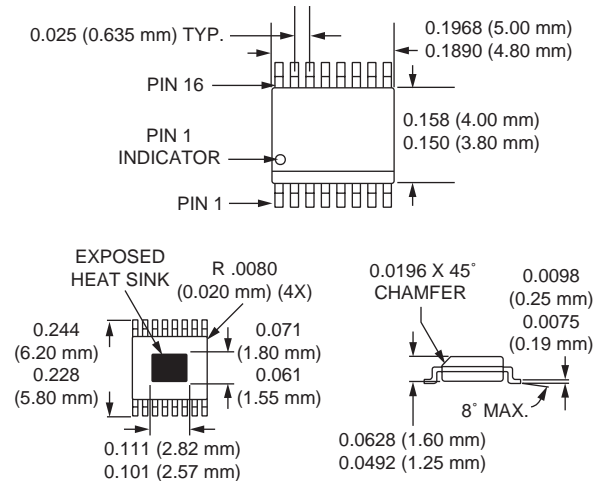 0.025 (0.635 mm) TYP.
0.1968 (5.00 mm)
0.1890 (4.80 mm)
PIN 16
0.158 (4.00 mm)
0.150 (3.80 mm)
PIN 1
INDICATOR
PIN 1
EXPOSED
HEAT SINK
R .0080
(0.020 mm) (4X)
0.244
(6.20 mm)
0.228
(5.80 mm)
0.071
(1.80 mm)
0.061
(1.55 mm)
0.111 (2.82 mm)
0.101 (2.57 mm)
0.0196 X 45°
CHAMFER
0.0098
(0.25 mm)
0.0075
(0.19 mm)
8° MAX.
0.0628 (1.60 mm)
0.0492 (1.25 mm)